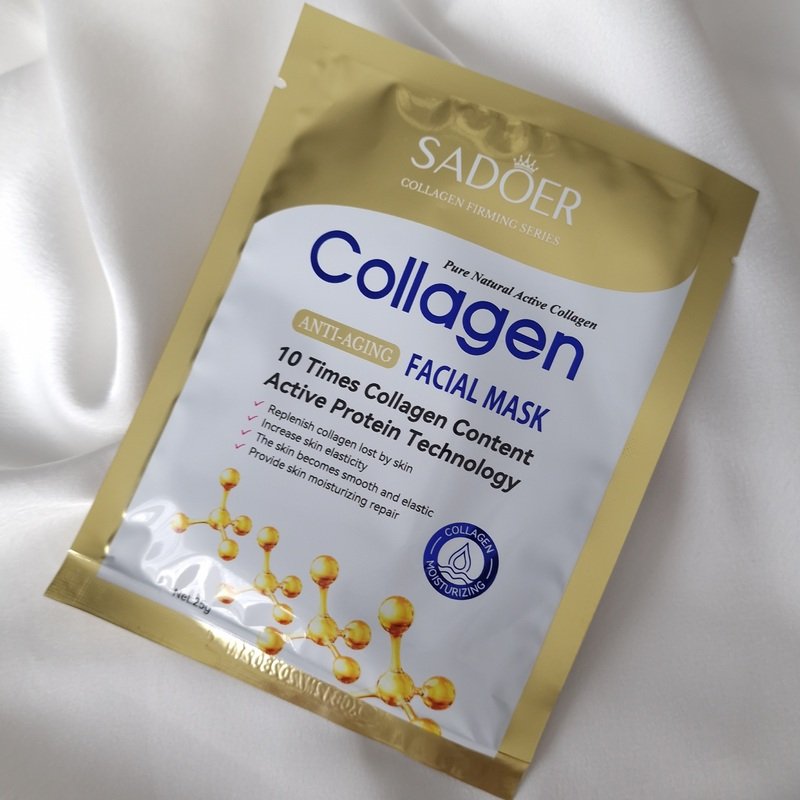 SADOER
COLLAGEN FIRMING SERIES
Pure Natural Active Collagen
Collagen
ANTI-AGING
FACIAL MASK
10 Times Collagen Content
Active Protein Technology
Replenish collagen lost by skin
Increase skin elasticity
The skin becomes smooth and elastic
Provide skin moisturizing repair
COLLAGEN
MOISTURIZING
Net.25g